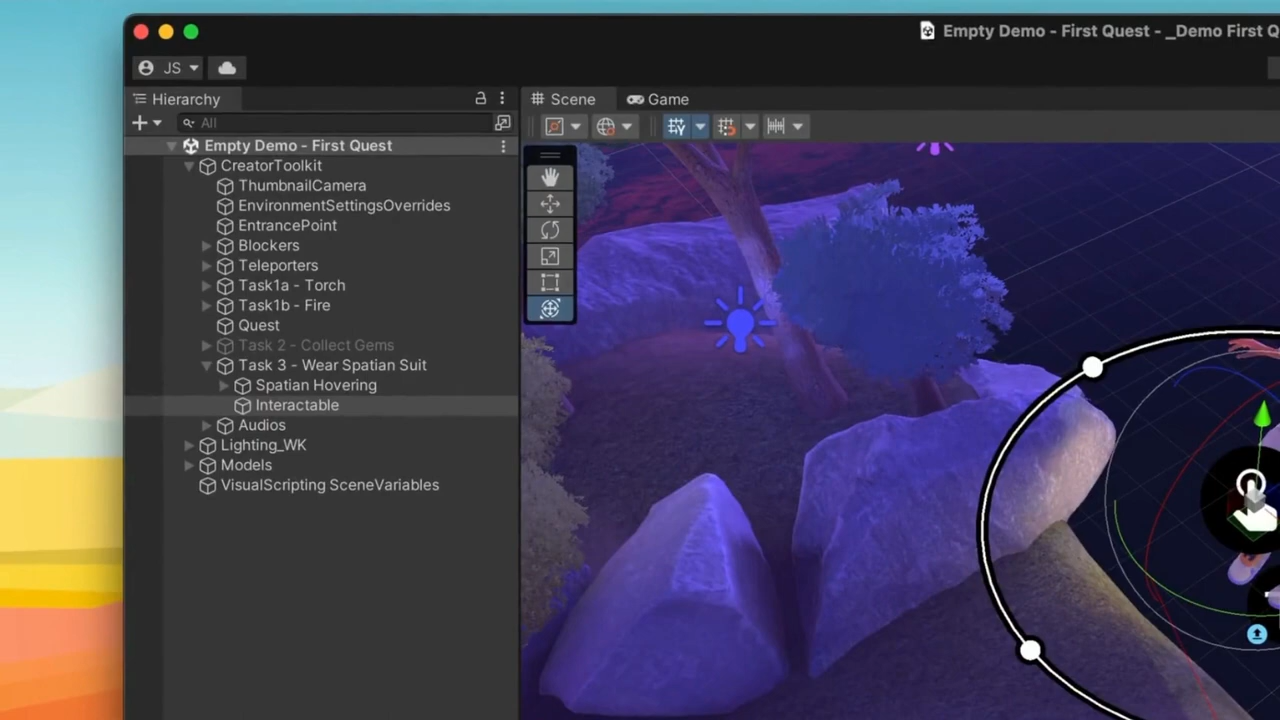 Empty Demo - First Quest - _Demo First Q
JS
Hierarchy
Scene
Game
All
Empty Demo - First Quest
CreatorToolkit
ThumbnailCamera
EnvironmentSettingsOverrides
EntrancePoint
Blockers
Teleporters
Task1a - Torch
Task1b - Fire
Quest
Task 2 - Collect Gems
Task 3 - Wear Spatian Suit
Spatian Hovering
Interactable
Audios
Lighting_WK
Models
VisualScripting SceneVariables